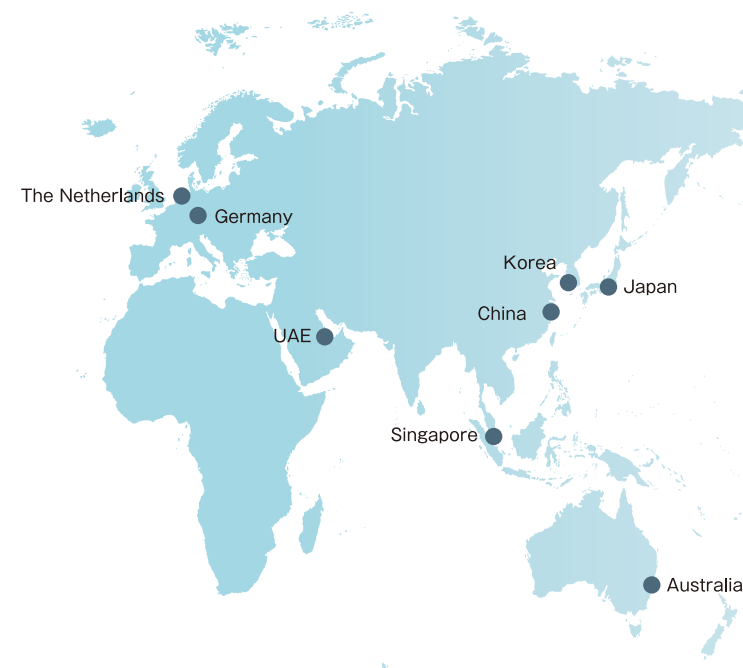 The Netherlands
Germany
Korea
Japan
China
UAE
Singapore
Australia